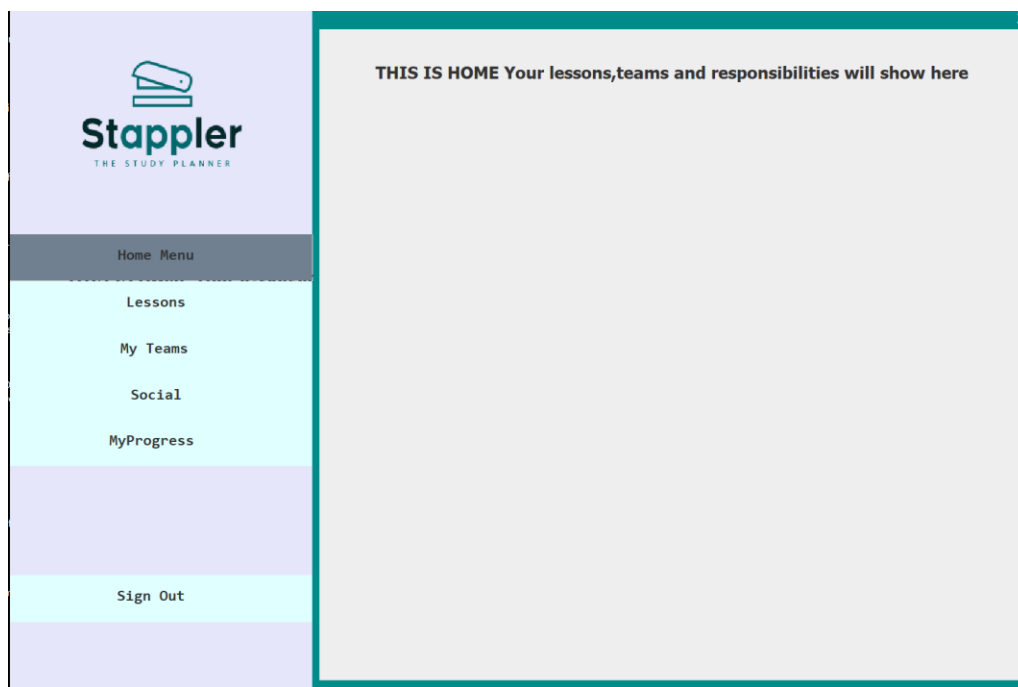 Stappler
THE STUDY PLANNER
THIS IS HOME Your lessons,teams and responsibilities will show here
Home Menu
Lessons
My Teams
Social
MyProgress
Sign Out